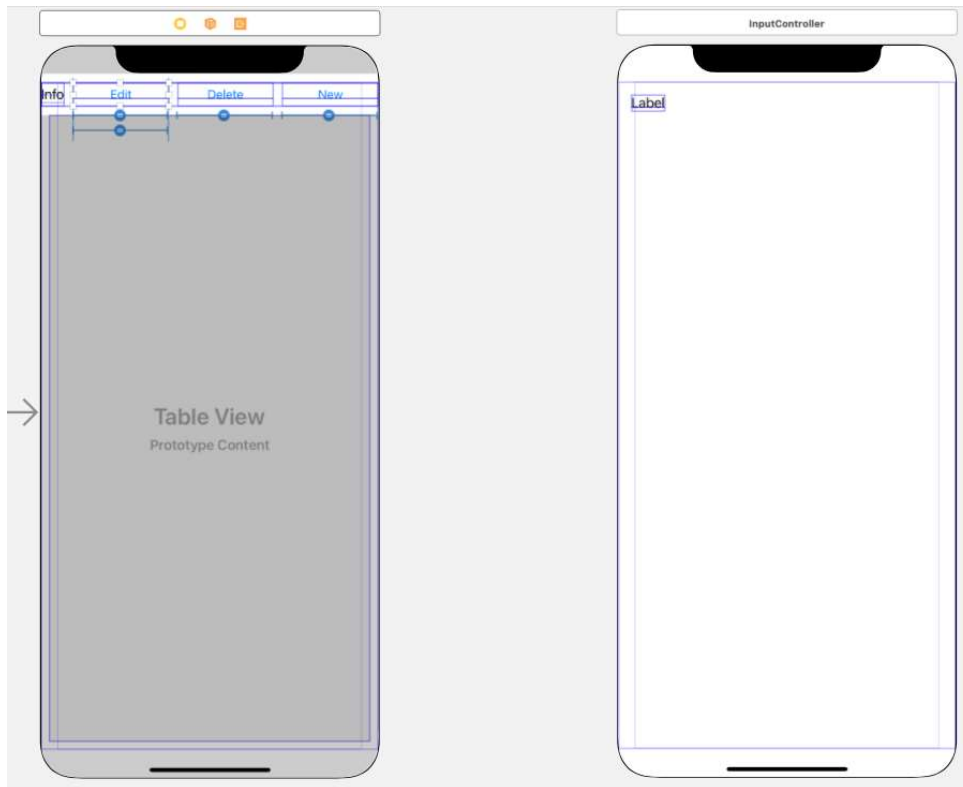 InputController
Info Edit Delete New
Label
Table View
Prototype Content